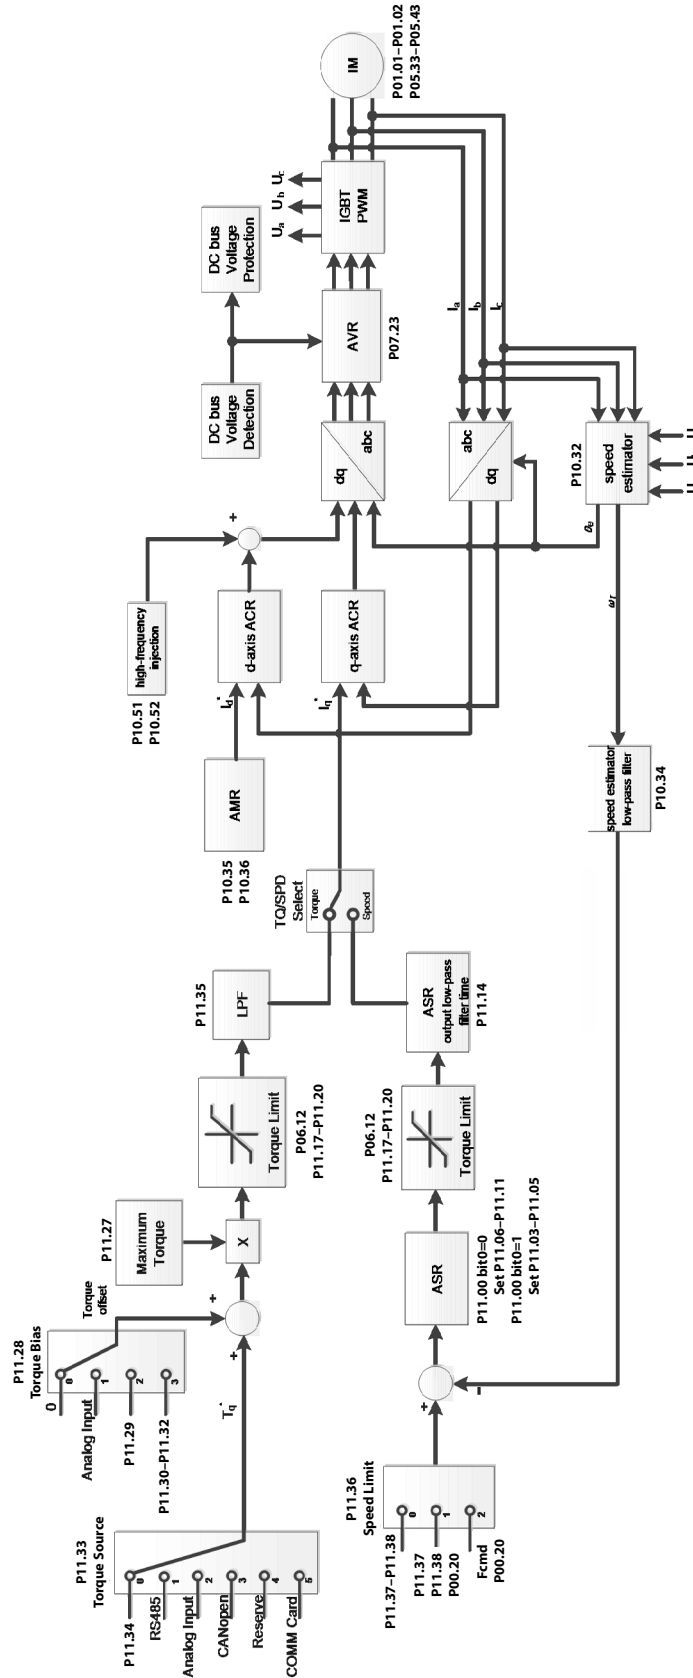 P11.33
Torque Source
P11.34
RS485
Analog Input
CANopen
Reserve
COMM Card
0
1
2
3
4
5
P11.28
Torque Bias
0
Analog Input
P11.29
P11.30~P11.32
0
1
2
3
Torque
offset
Tq*
+
+
P11.27
Maximum
Torque
X
Torque Limit
P06.12
P11.17~P11.20
P11.35
LPF
P11.36
Speed Limit
P11.37~P11.38
P11.37
P11.38
P00.20
Fcmd
P00.20
0
1
2
+
-
ASR
P11.00 bit0=0
Set P11.06~P11.11
P11.00 bit0=1
Set P11.03~P11.05
P06.12
P11.17~P11.20
Torque Limit
ASR
output low-pass
filter time
P11.14
TQ/SPD
Select
Torque
Speed
P10.35
P10.36
AMR
Id*
Iq*
P10.51
P10.52
high-frequency
injection
+
d-axis ACR
q-axis ACR
dq
abc
DC bus
Voltage
Detection
DC bus
Voltage
Protection
AVR
P07.23
IGBT
PWM
Ua
Ub
Uc
IM
P01.01~P01.02
P05.33~P05.43
Ia
Ib
Ic
abc
dq
P10.32
speed
estimator
θe
ωr
speed estimator
low-pass filter
P10.34